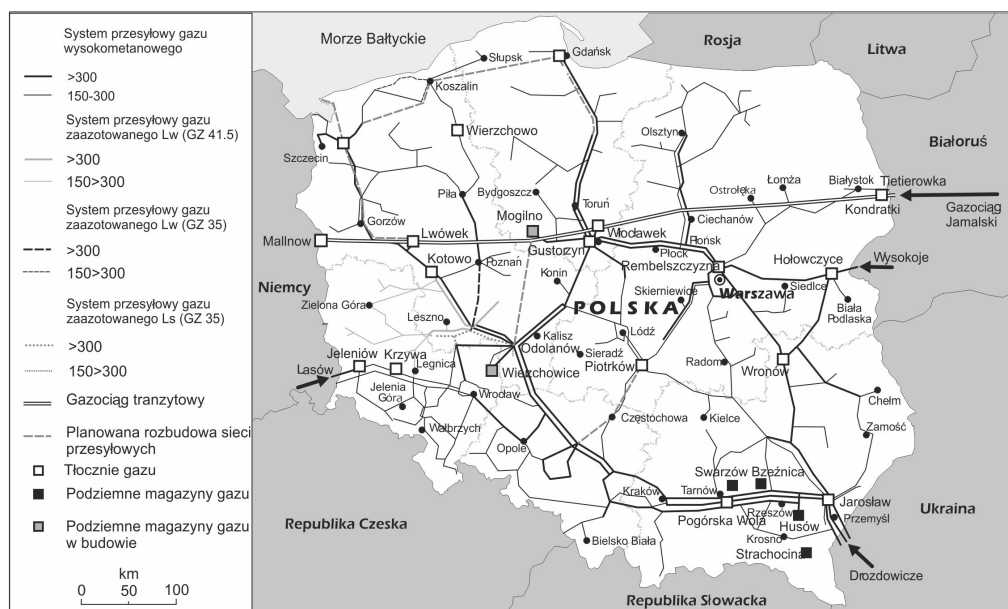 System przesyłowy gazu
wysokometanowego
>300
150-300
System przesyłowy gazu
zaazotowanego Lw (GZ 41.5)
>300
150>300
System przesyłowy gazu
zaazotowanego Lw (GZ 35)
>300
150>300
System przesyłowy gazu
zaazotowanego Ls (GZ 35)
>300
150>300
Gazociąg tranzytowy
Planowana rozbudowa sieci
przesyłowych
Tłocznie gazu
Podziemne magazyny gazu
Podziemne magazyny gazu
w budowie
km
0 50 100
Morze Bałtyckie
Rosja
Litwa
Słupsk
Gdańsk
Koszalin
Wierzchowo
Olsztyn
Białoruś
Szczecin
Piła
Bydgoszcz
Ostrołęka
Łomża
Białystok
Tietierowka
Mogilno
Toruń
Kondratki
Gazociąg
Jamalski
Gorzów
Ciechanów
Mallnow
Lwówek
Gustorzyn
Włocławek
Płońsk
Kotowo
Poznań
Płock
Rembelszczyzna
Hołowczyce
Wysokoje
Niemcy
Konin
Skierniewice
Warszawa
Siedlce
Zielona Góra
Leszno
POLSKA
Biała
Podlaska
Kalisz
Łódź
Odolanów
Sieradź
Jeleniów
Krzywa
Legnica
Wierzchowice
Piotrków
Radom
Wronów
Lasów
Jelenia
Góra
Wrocław
Chełm
Wałbrzych
Częstochowa
Kielce
Zamość
Opole
Swarzów
Bzeźnica
Kraków
Tarnów
Jarosław
Ukraina
Pogórska Wola
Rzeszów
Husów
Przemyśl
Republika Czeska
Bielsko Biała
Krosno
Strachocina
Drozdowicze
Republika Słowacka